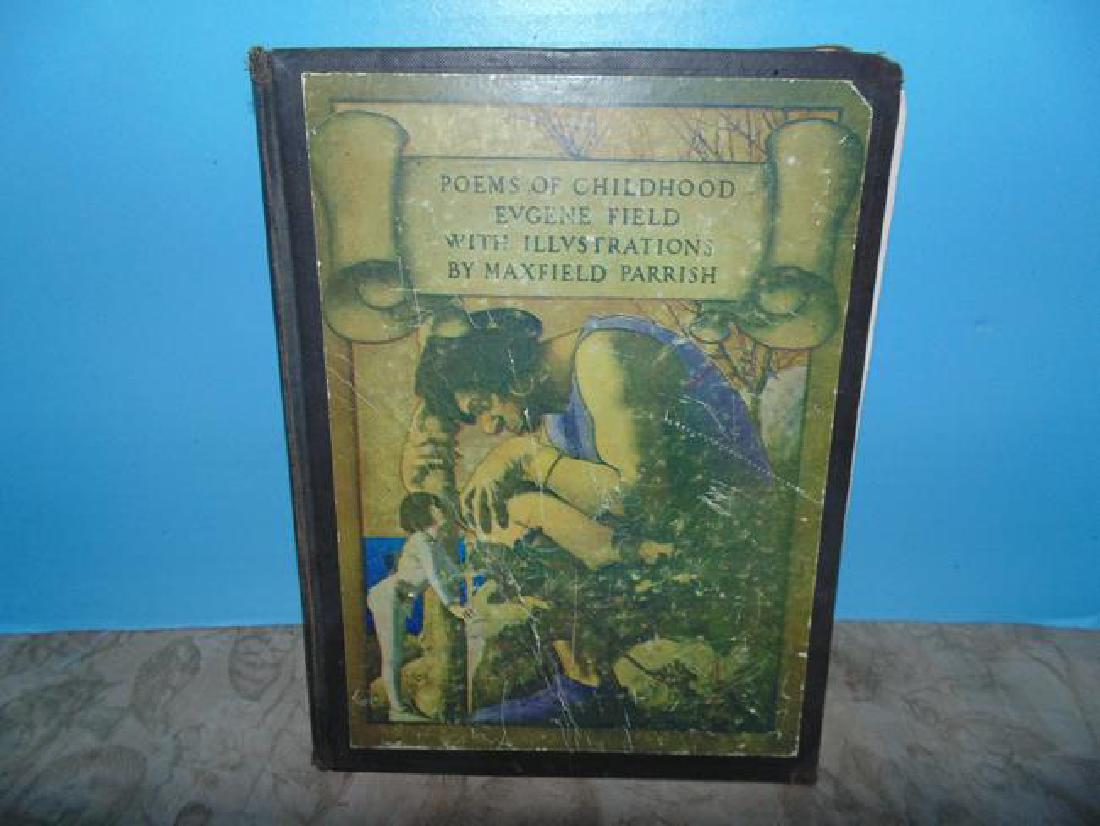 POEMS OF CHILDHOOD
EVGENE FIELD
WITH ILLVSTRATIONS
BY MAXFIELD PARRISH